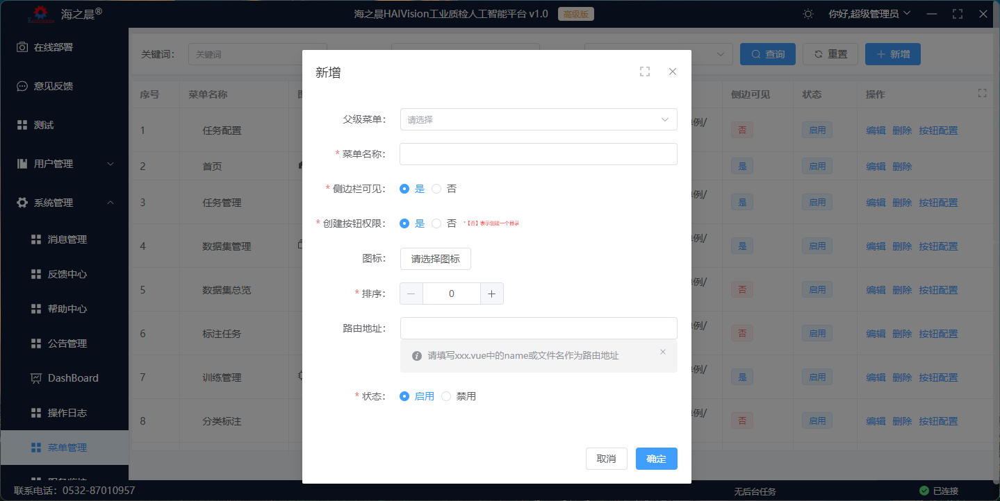 海之晨®
海之晨HAIVision工业质检人工智能平台 v1.0 高级版
你好,超级管理员
在线部署
意见反馈
测试
用户管理
系统管理
消息管理
反馈中心
帮助中心
公告管理
DashBoard
操作日志
菜单管理
关键词： 关键词 查询 重置 新增
序号 菜单名称 侧边可见 状态 操作
1 任务配置 例/ 否 启用 编辑 删除 按钮配置
2 首页 是 启用 编辑 删除
3 任务管理 例/ 是 启用 编辑 删除 按钮配置
4 数据集管理 例/ 是 启用 编辑 删除 按钮配置
5 数据集总览 例/ 否 启用 编辑 删除 按钮配置
6 标注任务 例/ 否 启用 编辑 删除 按钮配置
7 训练管理 例/ 是 启用 编辑 删除 按钮配置
8 分类标注 例/ 否 启用 编辑 删除 按钮配置
新增
父级菜单： 请选择
* 菜单名称：
* 侧边栏可见： 是 否
* 创建按钮权限： 是 否 *【否】表示创建一个目录
图标： 请选择图标
* 排序： 0
路由地址：
请填写xxx.vue中的name或文件名作为路由地址
* 状态： 启用 禁用
取消 确定
联系电话：0532-87010957 无后台任务 已连接